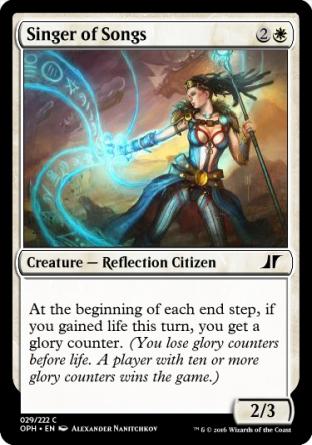 Singer of Songs 2
Creature — Reflection Citizen
At the beginning of each end step, if
you gained life this turn, you get a
glory counter. (You lose glory counters
before life. A player with ten or more
glory counters wins the game.)
2/3
029/222 C
OPH • EN Alexander Nanitchkov ™ & © 2016 Wizards of the Coast